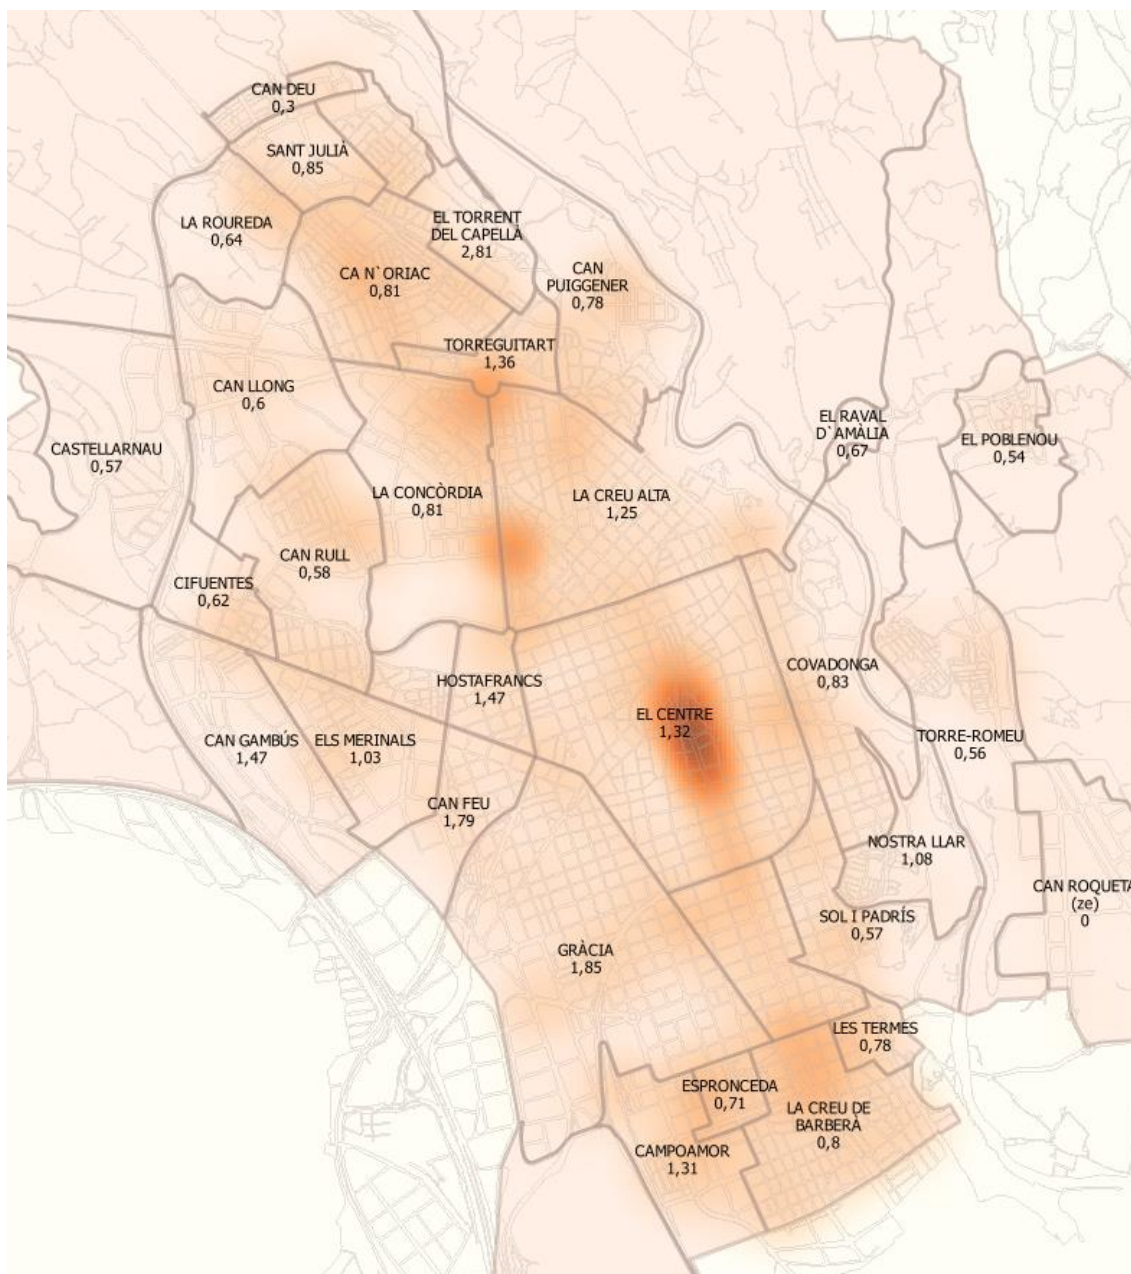 CAN DEU
0,3
SANT JULIÀ
0,85
LA ROUREDA
0,64
EL TORRENT
DEL CAPELLÀ
2,81
CA N`ORIAC
0,81
CAN
PUIGGENER
0,78
TORREGUITART
1,36
CAN LLONG
0,6
CASTELLARNAU
0,57
EL RAVAL
D`AMÀLIA
0,67
EL POBLENOU
0,54
LA CONCÒRDIA
0,81
LA CREU ALTA
1,25
CAN RULL
0,58
CIFUENTES
0,62
HOSTAFRANCS
1,47
COVADONGA
0,83
EL CENTRE
1,32
CAN GAMBÚS
1,47
ELS MERINALS
1,03
TORRE-ROMEU
0,56
CAN FEU
1,79
NOSTRA LLAR
1,08
CAN ROQUETA
(ze)
0
SOL I PADRÍS
0,57
GRÀCIA
1,85
LES TERMES
0,78
ESPRONCEDA
0,71
LA CREU DE
BARBERÀ
0,8
CAMPOAMOR
1,31